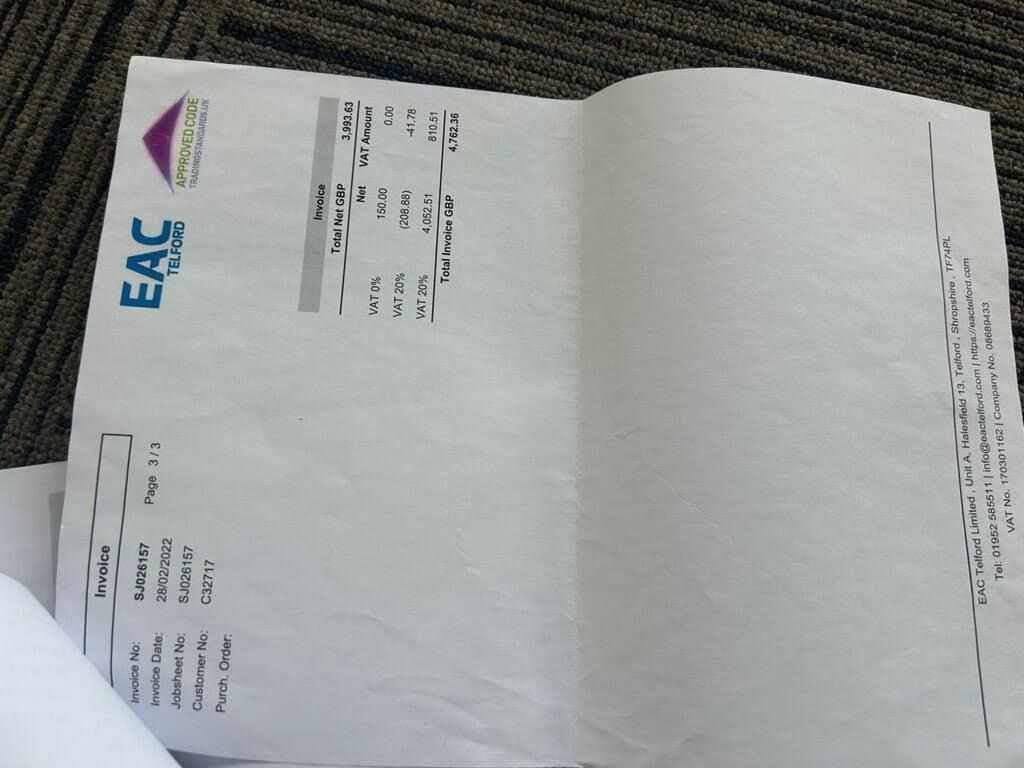 Invoice
EAC
TELFORD
APPROVED CODE
TRADINGSTANDARDS.UK
Invoice No: SJ026157
Invoice Date: 28/02/2022 Page 3 / 3
Jobsheet No: SJ026157
Customer No: C32717
Purch. Order:
Invoice
Total Net GBP 3,993.63
Net VAT Amount
VAT 0% 150.00 0.00
VAT 20% (208.88) -41.78
VAT 20% 4,052.51 810.51
Total Invoice GBP 4,762.36
EAC Telford Limited , Unit A, Halesfield 13, Telford , Shropshire , TF74PL
Tel: 01952 585511 | info@eactelford.com | https://eactelford.com
VAT No. 170301162 | Company No. 08689433